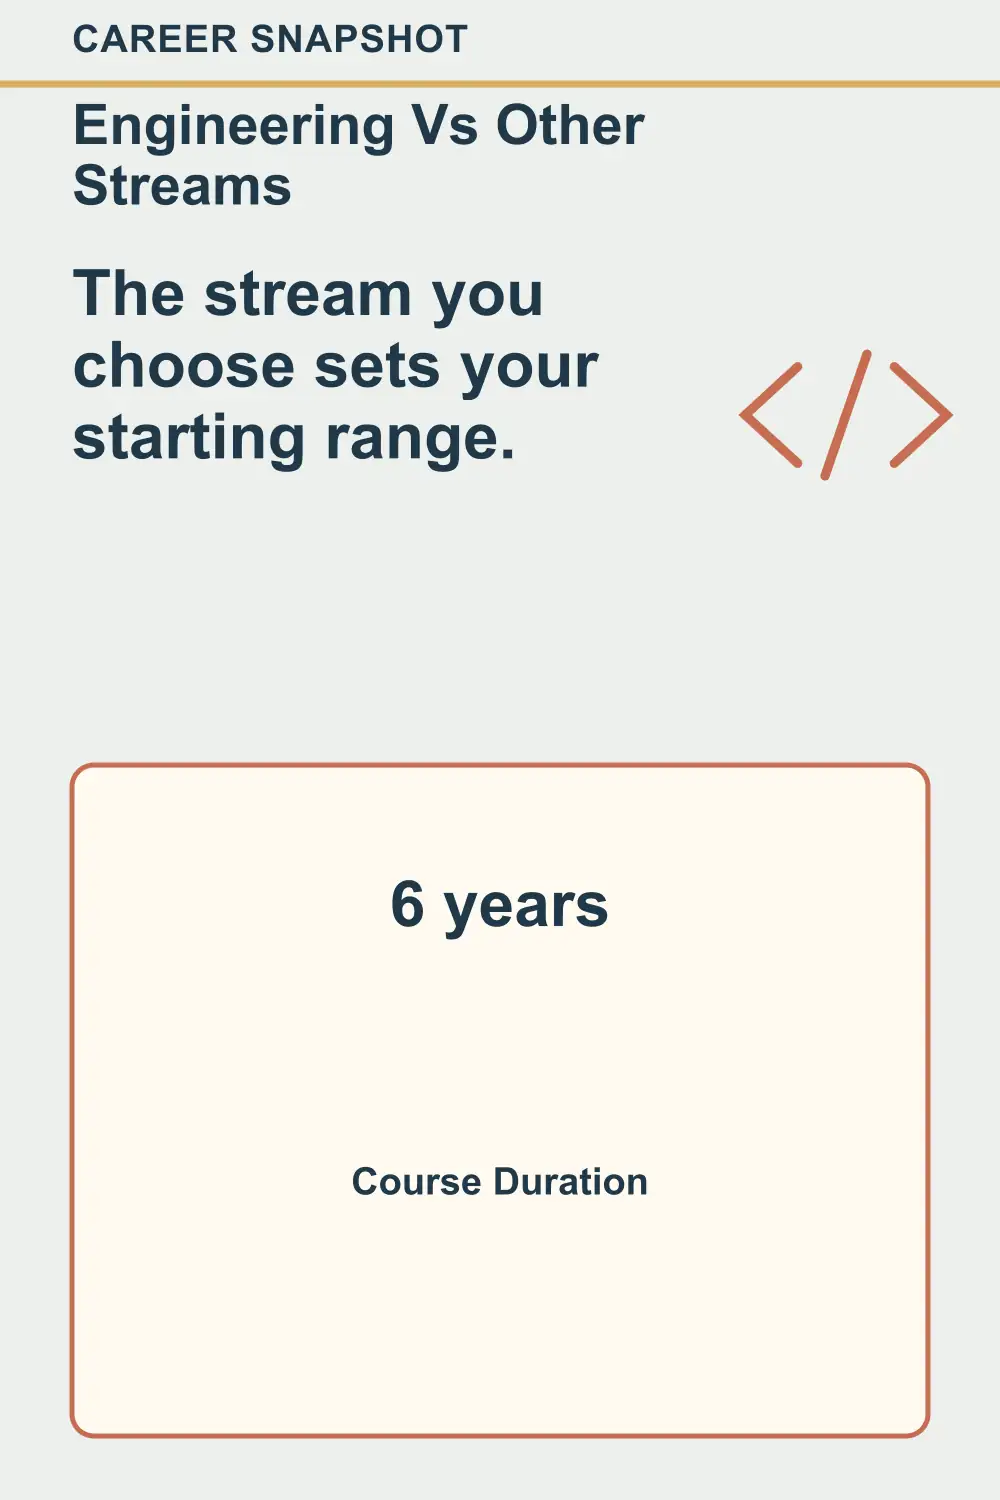 CAREER SNAPSHOT
Engineering Vs Other
Streams
The stream you
choose sets your
starting range.
6 years
Course Duration